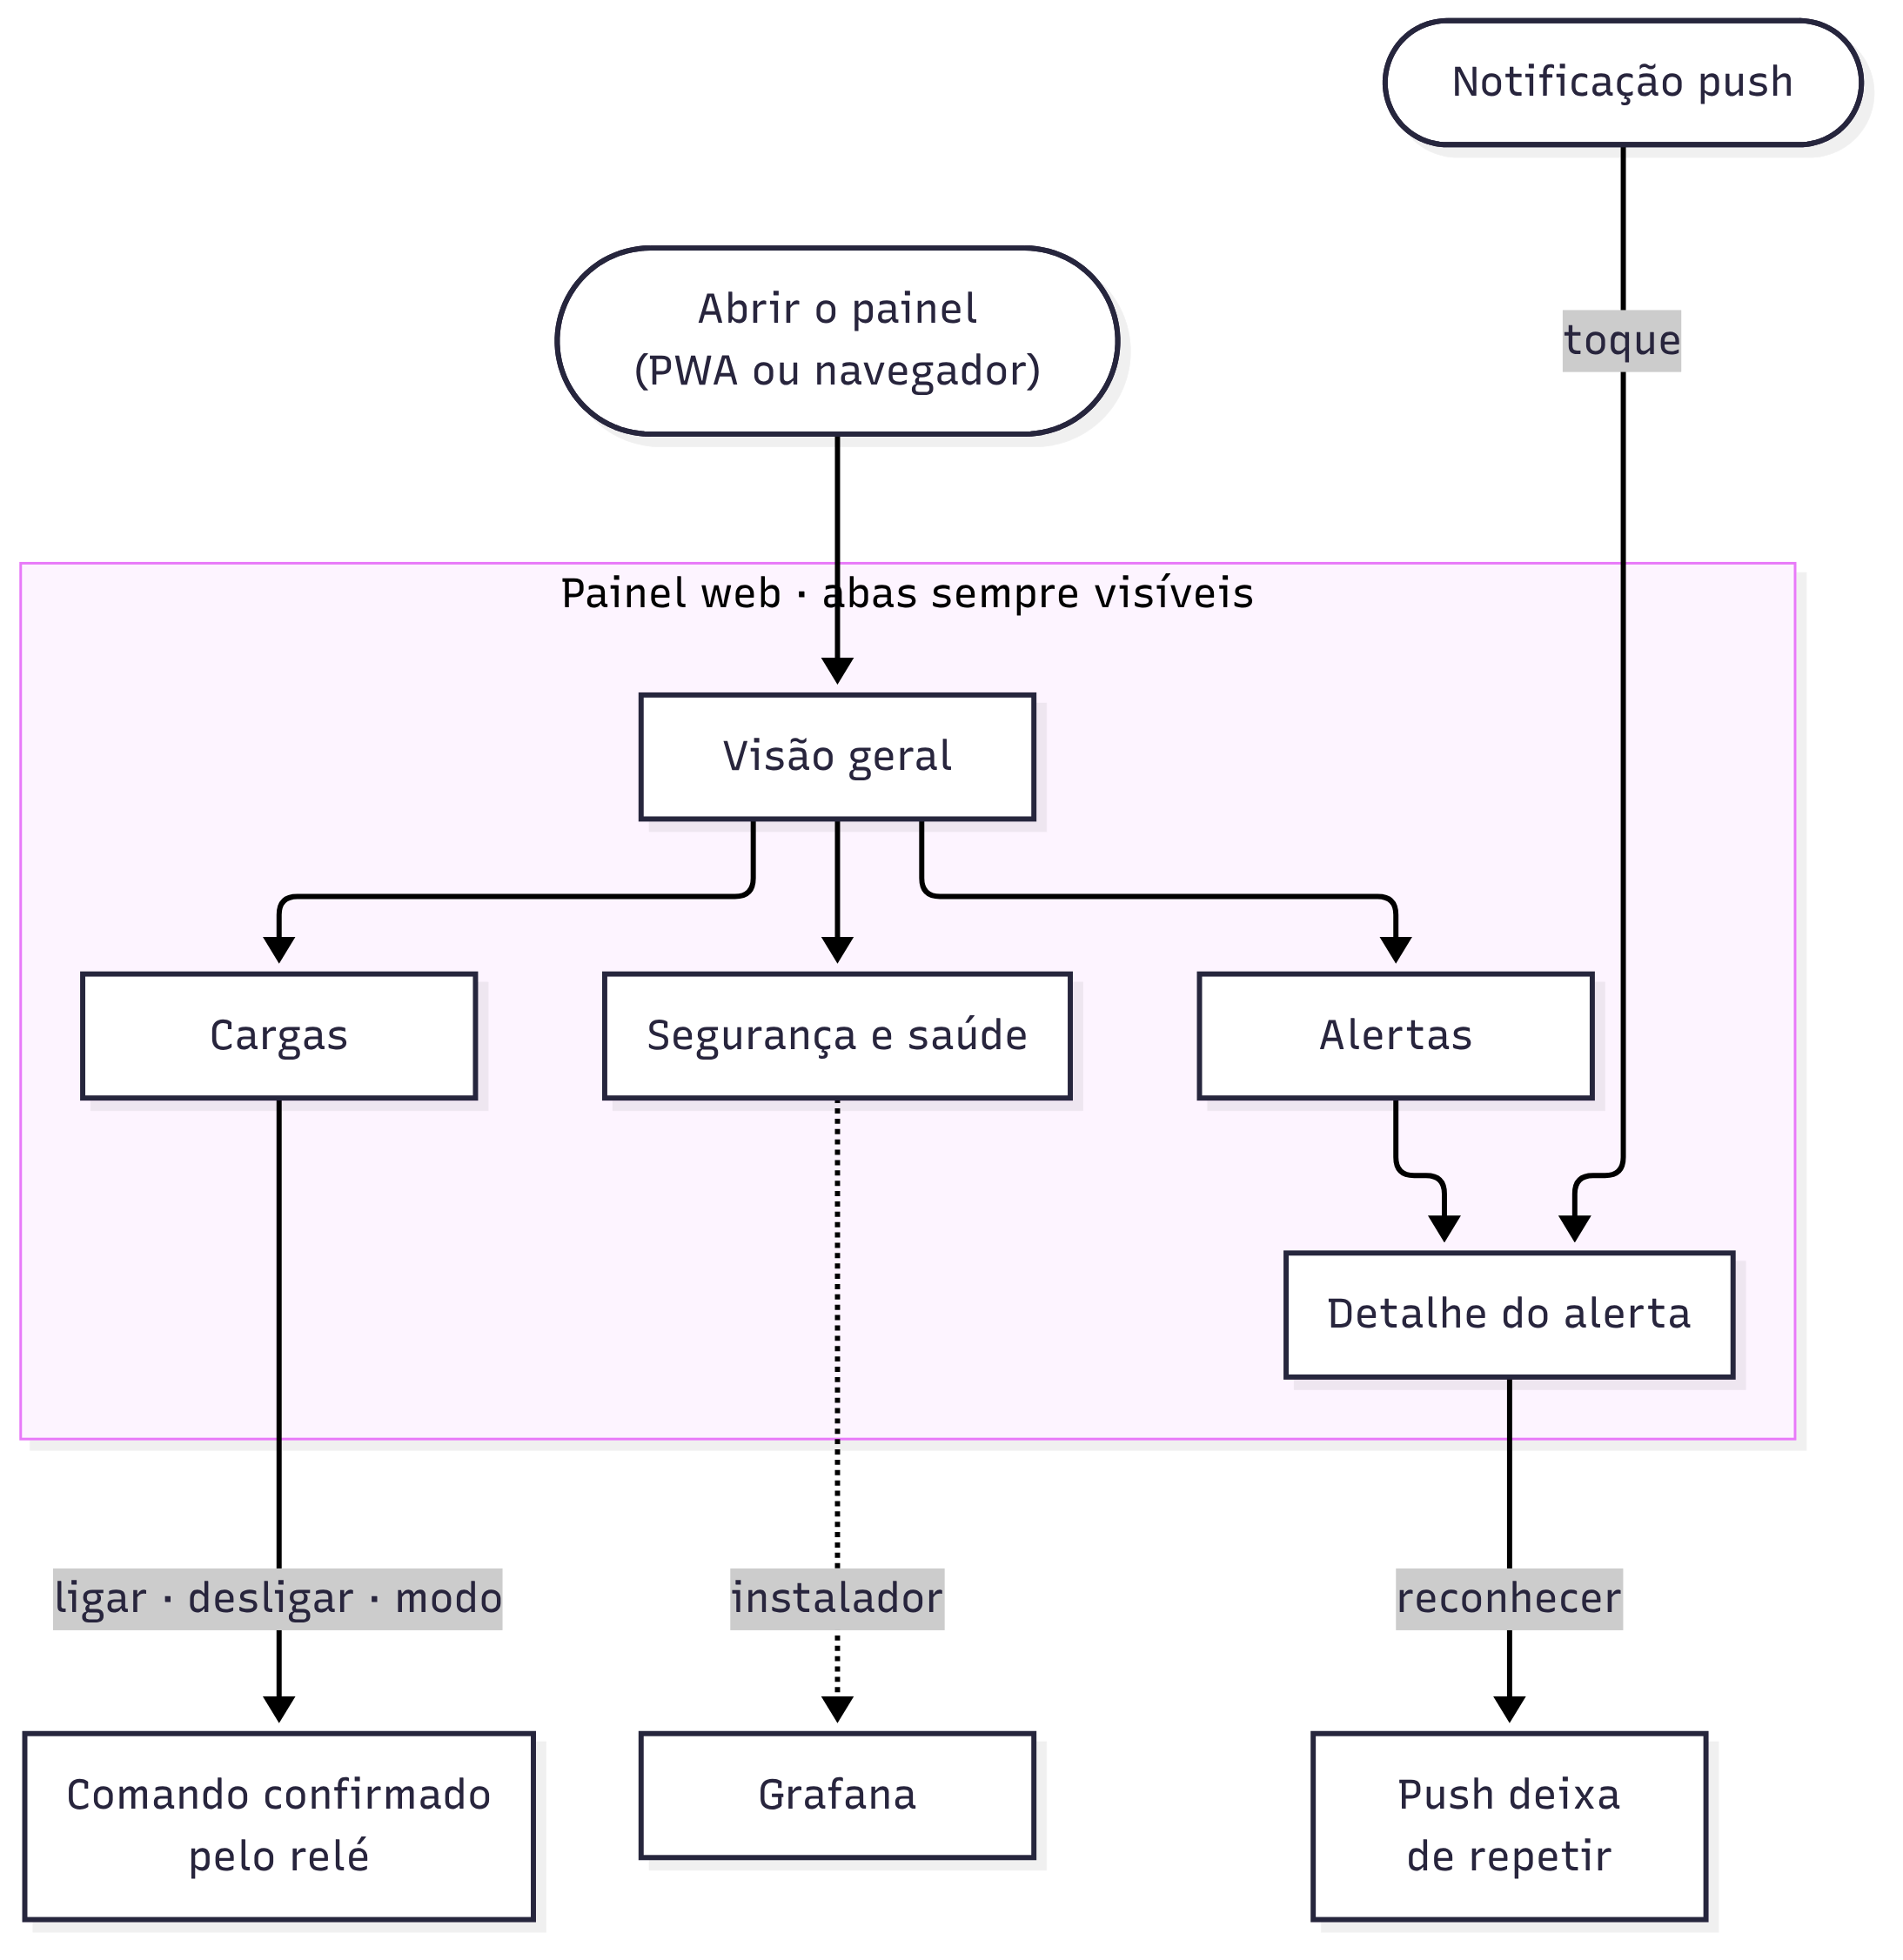 Notificação push
toque
Abrir o painel
(PWA ou navegador)
Painel web · abas sempre visíveis
Visão geral
Cargas
Segurança e saúde
Alertas
Detalhe do alerta
ligar · desligar · modo
instalador
reconhecer
Comando confirmado
pelo relé
Grafana
Push deixa
de repetir